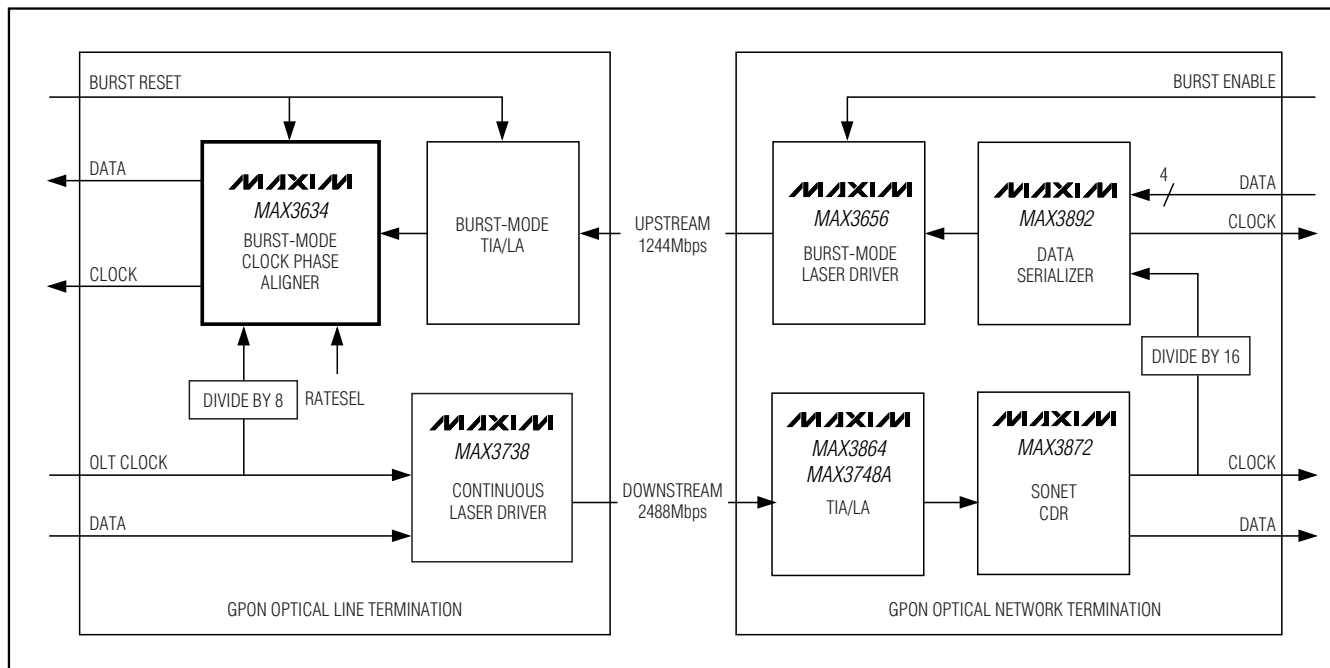 BURST RESET
DATA
CLOCK
MAXIM
MAX3634
BURST-MODE
CLOCK PHASE
ALIGNER
BURST-MODE
TIA/LA
DIVIDE BY 8
RATESEL
OLT CLOCK
DATA
MAXIM
MAX3738
CONTINUOUS
LASER DRIVER
GPON OPTICAL LINE TERMINATION
UPSTREAM
1244Mbps
DOWNSTREAM
2488Mbps
BURST ENABLE
MAXIM
MAX3656
BURST-MODE
LASER DRIVER
MAXIM
MAX3892
DATA
SERIALIZER
4
DATA
CLOCK
DIVIDE BY 16
MAXIM
MAX3864
MAX3748A
TIA/LA
MAXIM
MAX3872
SONET
CDR
CLOCK
DATA
GPON OPTICAL NETWORK TERMINATION